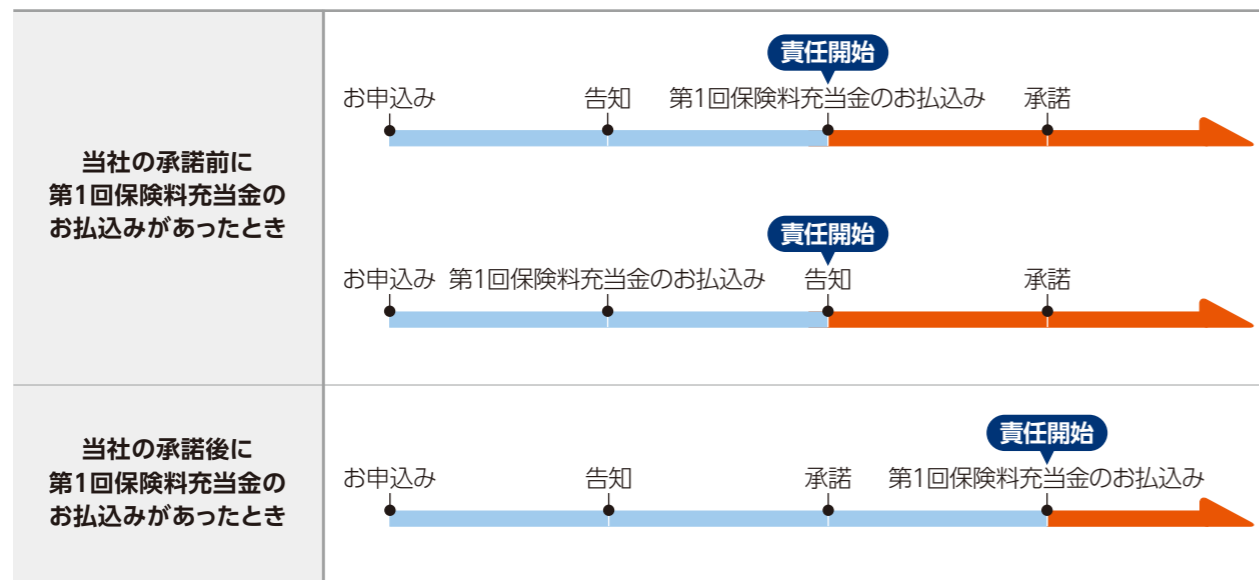 当社の承諾前に
第1回保険料充当金の
お払込みがあったとき
責任開始
お申込み 告知 第1回保険料充当金のお払込み 承諾
責任開始
お申込み 第1回保険料充当金のお払込み 告知 承諾
当社の承諾後に
第1回保険料充当金の
お払込みがあったとき
責任開始
お申込み 告知 承諾 第1回保険料充当金のお払込み